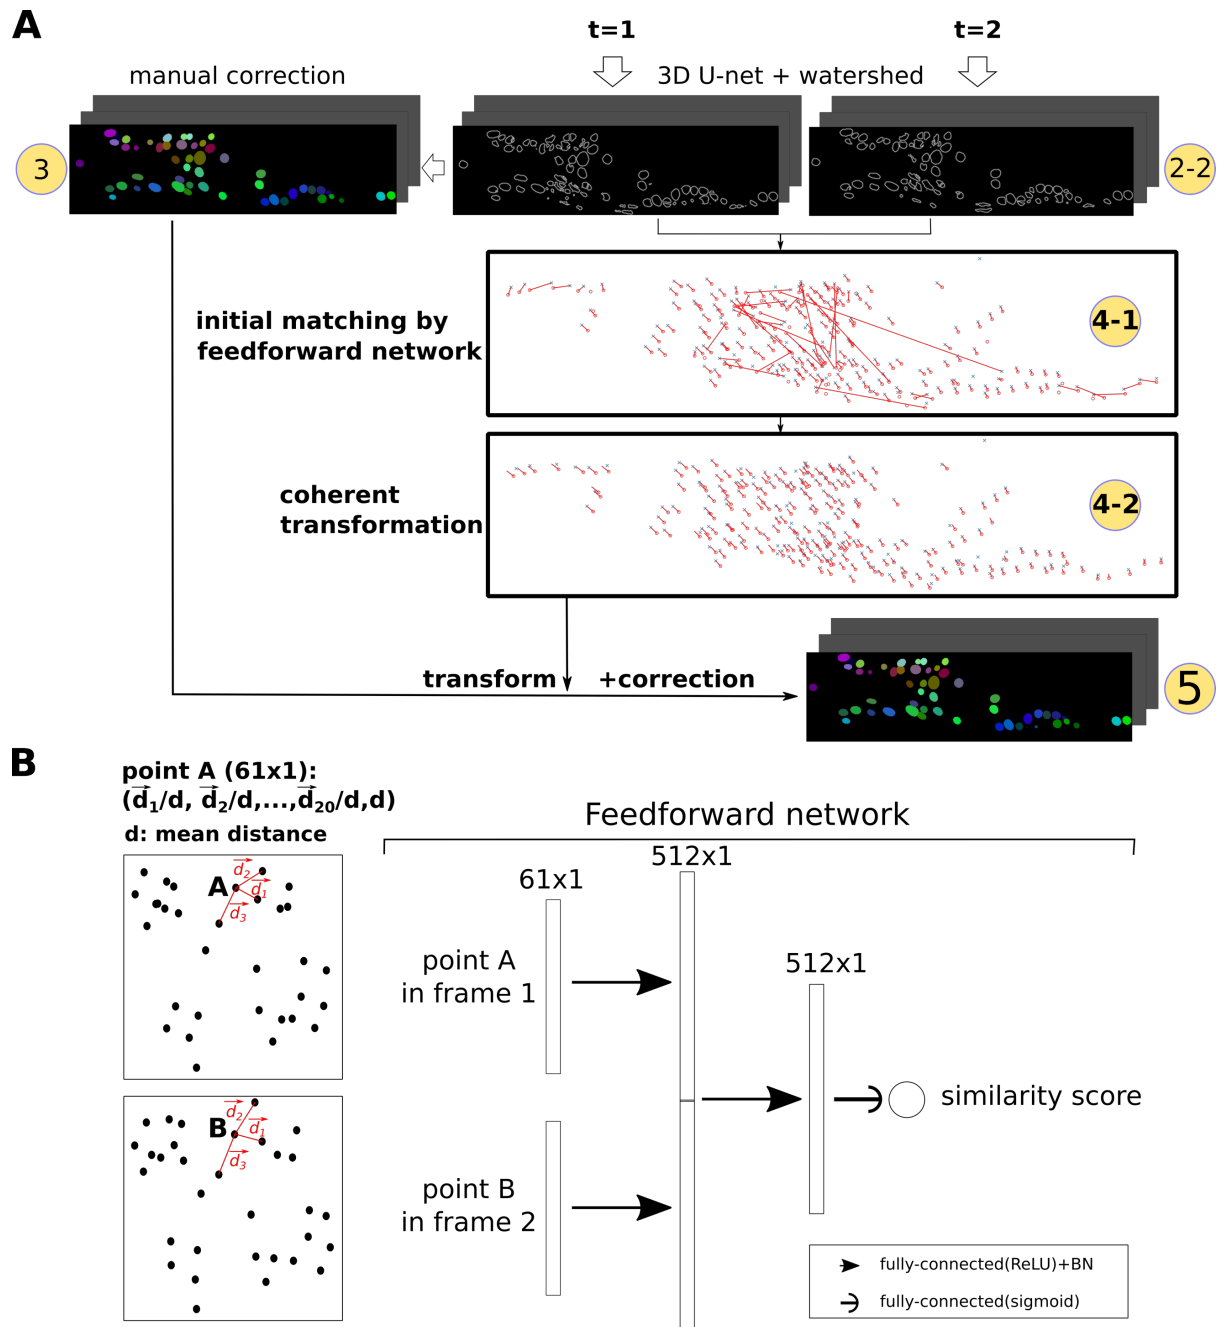 A
t=1
t=2
manual correction
3D U-net + watershed
3
2-2
initial matching by
feedforward network
4-1
coherent
transformation
4-2
transform
+correction
5
B
point A (61x1):
(d₁/d, d₂/d,...,d₂₀/d,d)
d: mean distance
Feedforward network
512x1
61x1
512x1
A
d₂
d₁
d₃
point A
in frame 1
similarity score
B
d₂
d₁
d₃
point B
in frame 2
fully-connected(ReLU)+BN
fully-connected(sigmoid)